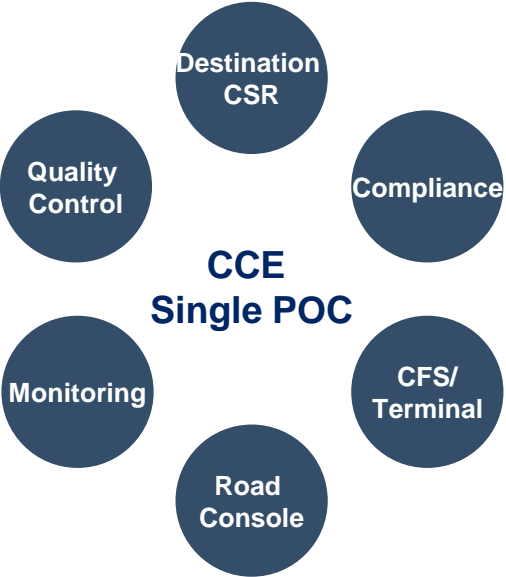 Destination
CSR
Quality
Control
Compliance
CCE
Single POC
Monitoring
CFS/
Terminal
Road
Console